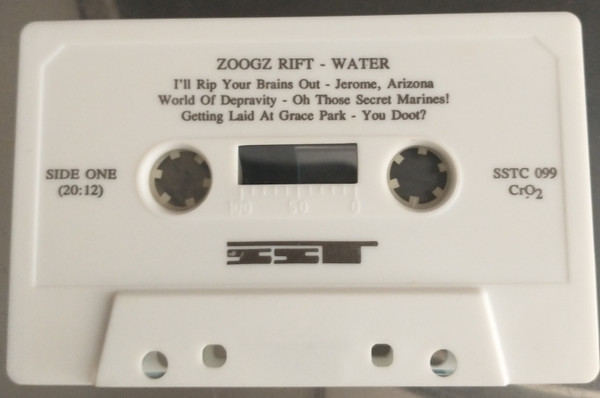 ZOOGZ RIFT - WATER
I'll Rip Your Brains Out - Jerome, Arizona
World Of Depravity - Oh Those Secret Marines!
Getting Laid At Grace Park - You Doot?
SIDE ONE
(20:12)
SSTC 099
CrO2
100 50 0
SST